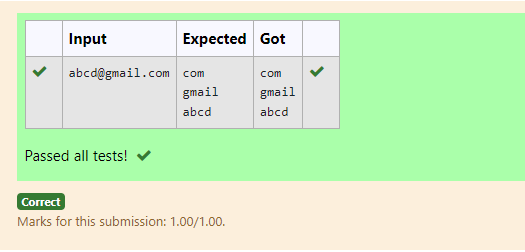 Input Expected Got
abcd@gmail.com com com
gmail gmail
abcd abcd
Passed all tests!
Correct
Marks for this submission: 1.00/1.00.